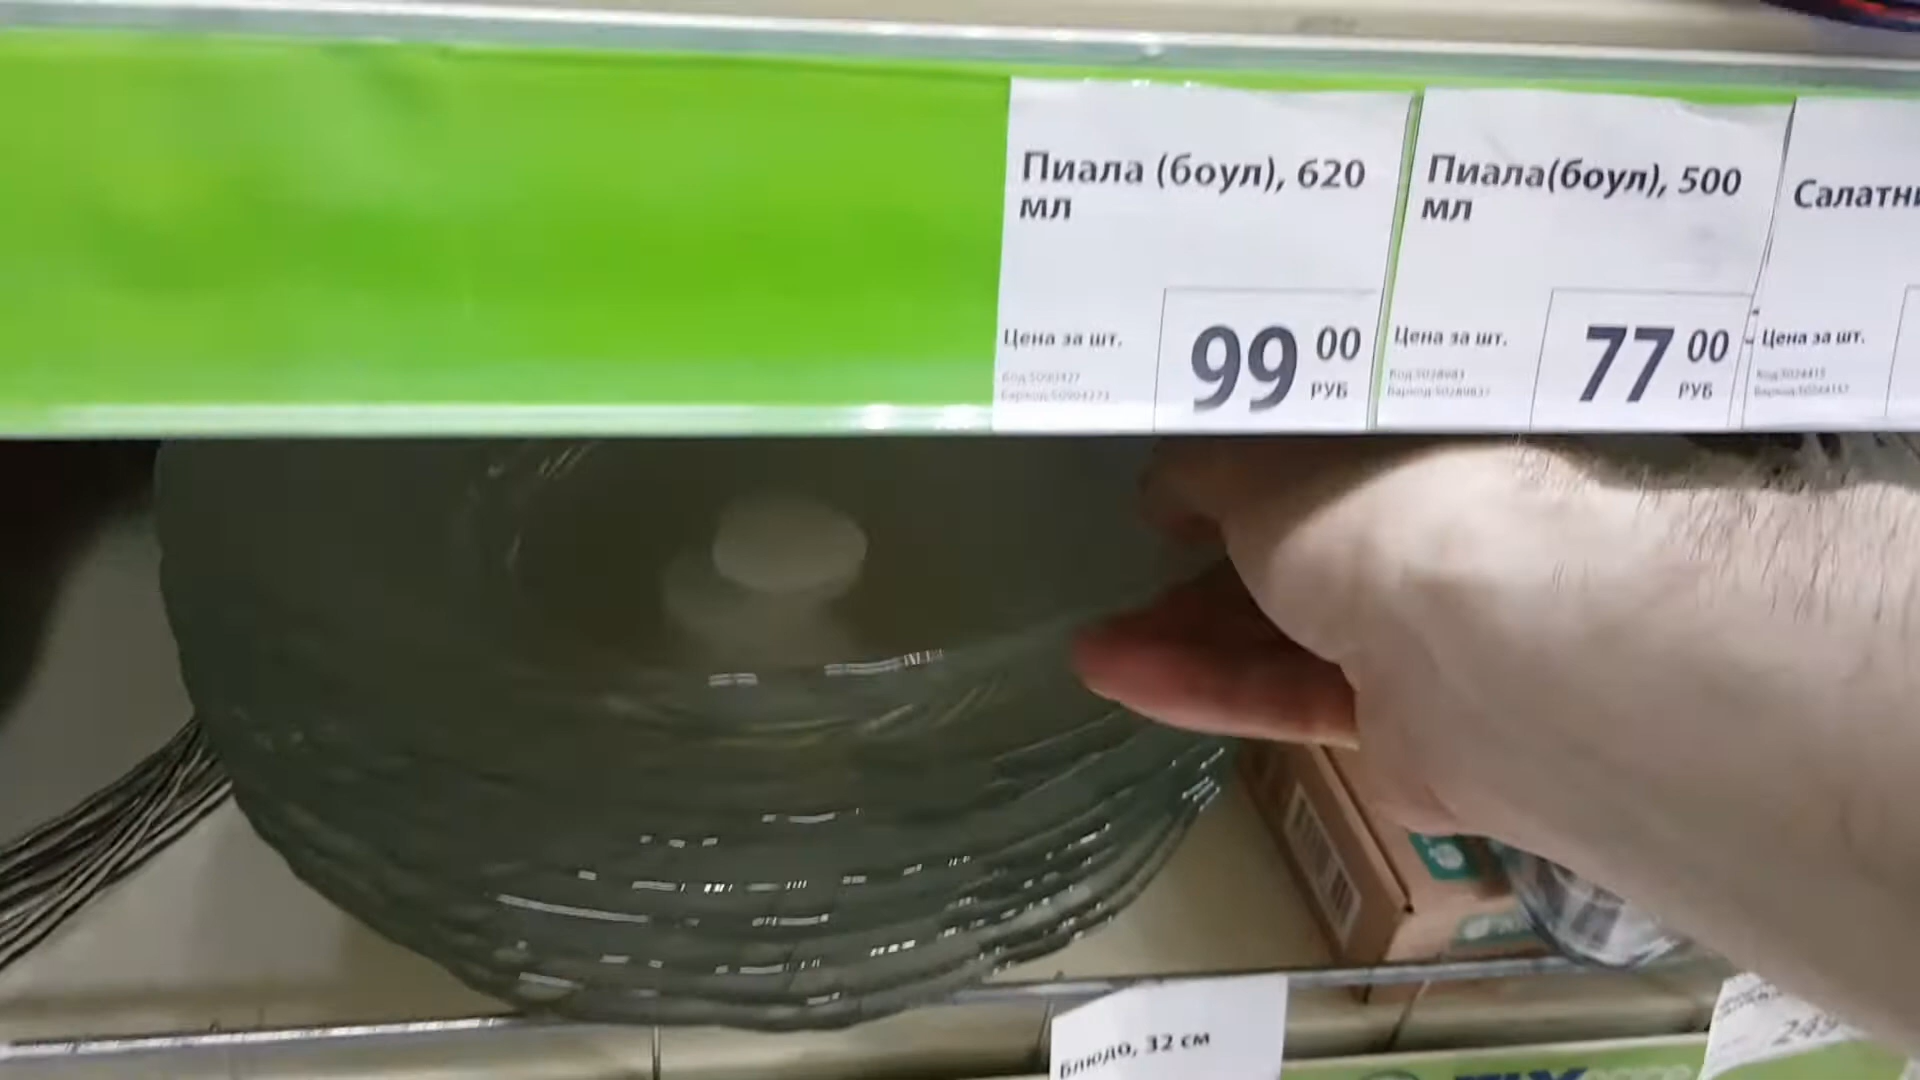 Пиала (боул), 620
мл
Цена за шт.
99 00
РУБ
Пиала(боул), 500
мл
Цена за шт.
77 00
РУБ
Салатни
Цена за шт.
Блюдо, 32 см